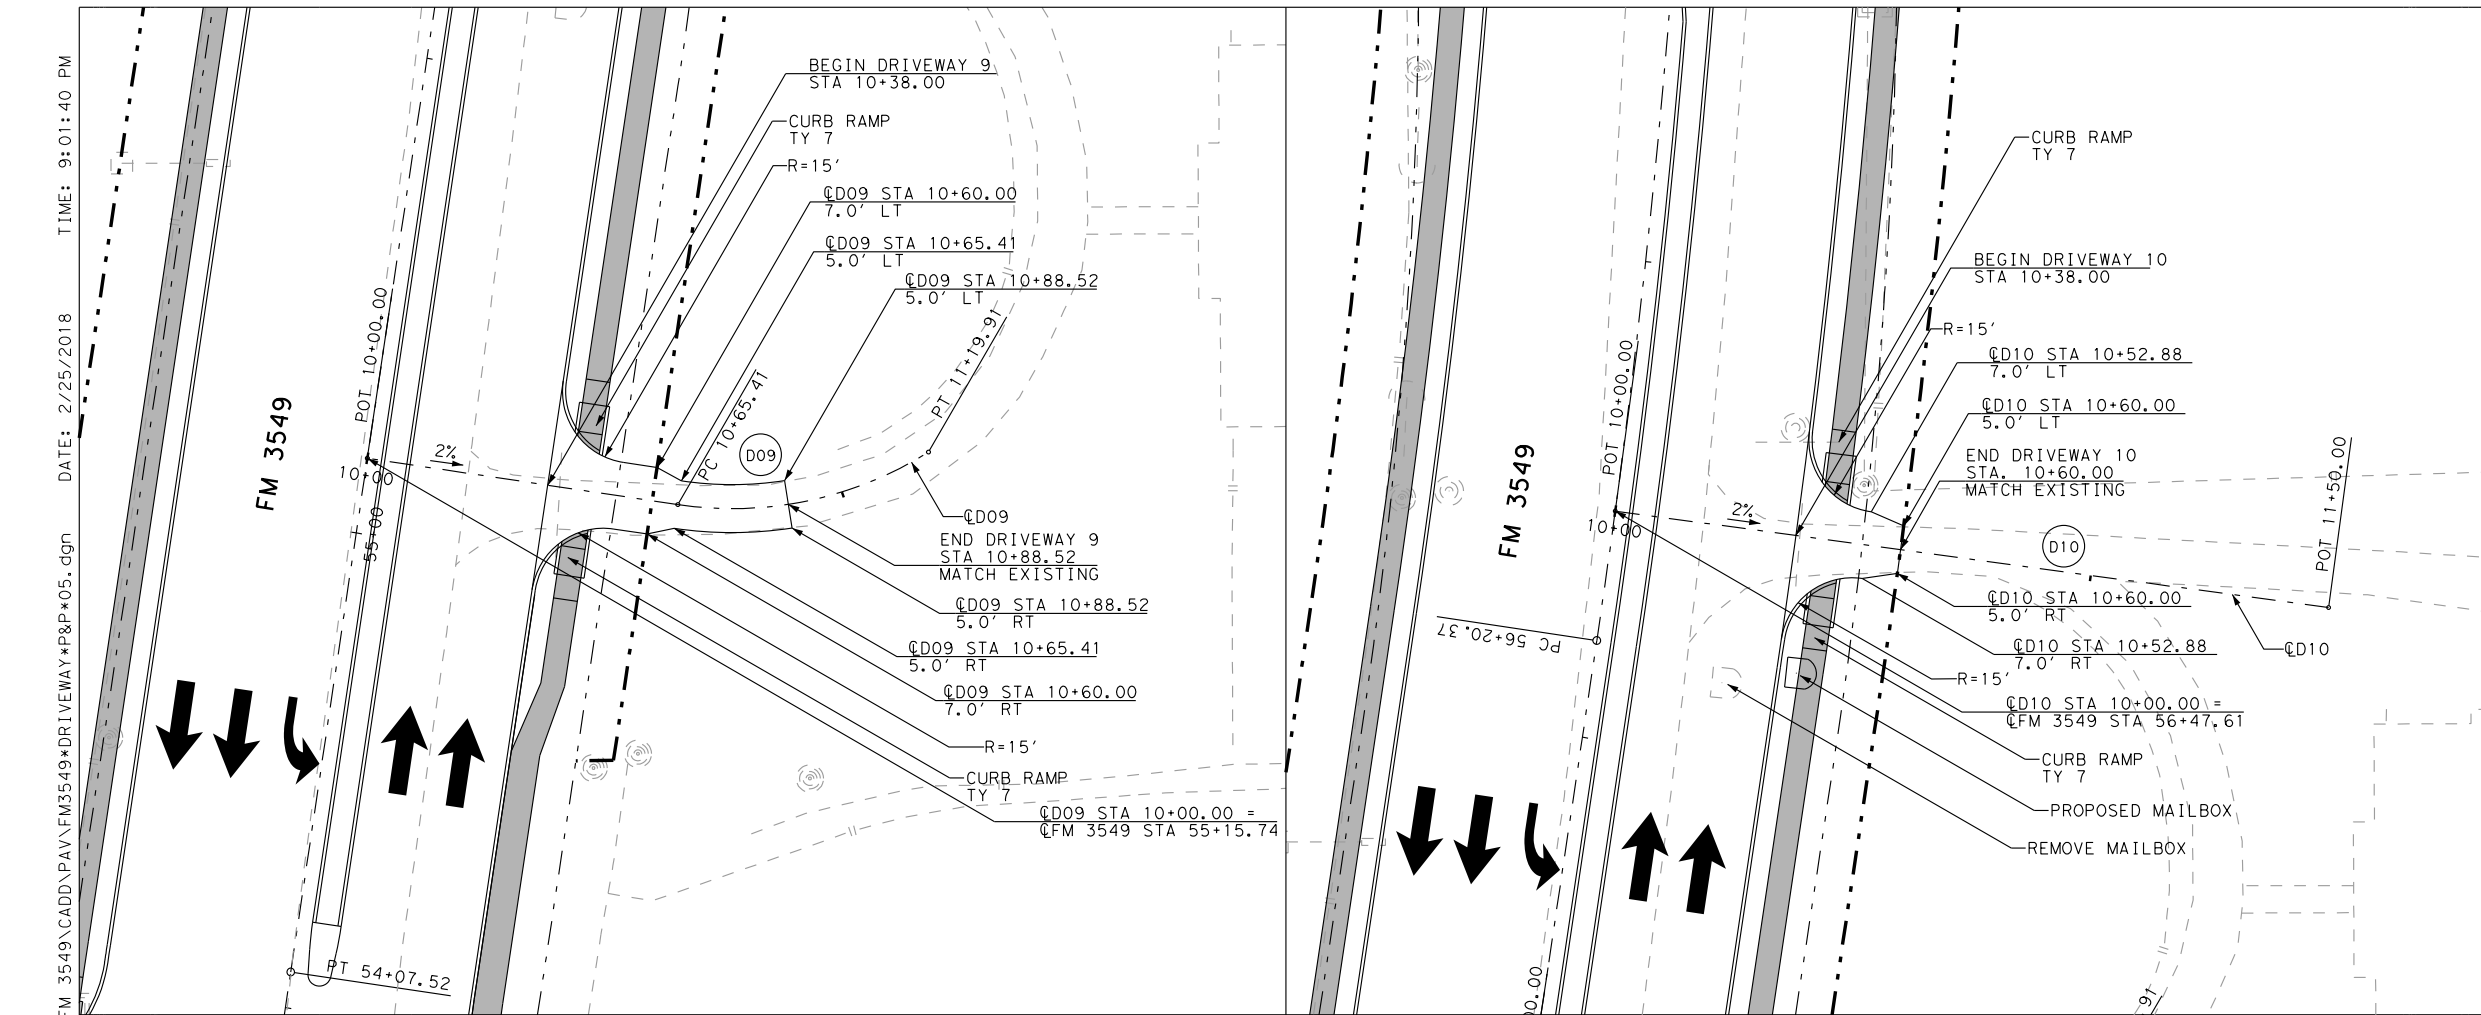 FM 3549\CADD\PAV\FM3549*DRIVEWAY*P&P*05.dgn DATE: 2/25/2018 TIME: 9:01:40 PM
BEGIN DRIVEWAY 9
STA 10+38.00
CURB RAMP
TY 7
R=15'
℄D09 STA 10+60.00
7.0' LT
℄D09 STA 10+65.41
5.0' LT
℄D09 STA 10+88.52
5.0' LT
POT 10+00.00
PC 10+65.41
PT 11+19.91
D09
2%
10+00
FM 3549
55+00
℄D09
END DRIVEWAY 9
STA 10+88.52
MATCH EXISTING
℄D09 STA 10+88.52
5.0' RT
℄D09 STA 10+65.41
5.0' RT
℄D09 STA 10+60.00
7.0' RT
R=15'
CURB RAMP
TY 7
℄D09 STA 10+00.00 =
℄FM 3549 STA 55+15.74
PT 54+07.52
CURB RAMP
TY 7
BEGIN DRIVEWAY 10
STA 10+38.00
R=15'
℄D10 STA 10+52.88
7.0' LT
℄D10 STA 10+60.00
5.0' LT
END DRIVEWAY 10
STA. 10+60.00
MATCH EXISTING
POT 10+00.00
POT 11+50.00
FM 3549
10+00
2%
D10
℄D10 STA 10+60.00
5.0' RT
PC 56+20.37
℄D10 STA 10+52.88
7.0' RT
℄D10
R=15'
℄D10 STA 10+00.00 =
℄FM 3549 STA 56+47.61
CURB RAMP
TY 7
PROPOSED MAILBOX
REMOVE MAILBOX